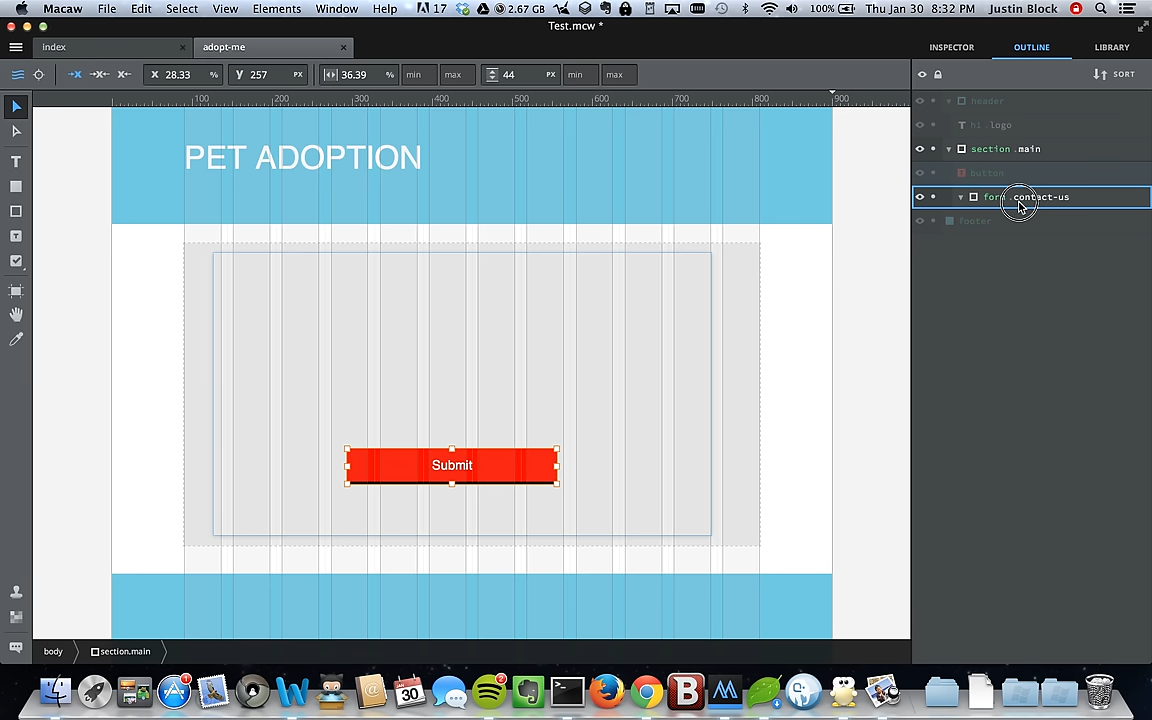 Macaw File Edit Select View Elements Window Help 17 2.67 GB 100% Thu Jan 30 8:32 PM Justin Block
Test.mcw *
index × adopt-me × INSPECTOR OUTLINE LIBRARY
X 28.33 % Y 257 PX 36.39 % min max 44 PX min max SORT
100 200 300 400 500 600 700 800 900
header
h1 .logo
section .main
button
form .contact-us
footer
PET ADOPTION
Submit
body section.main
1 30 2